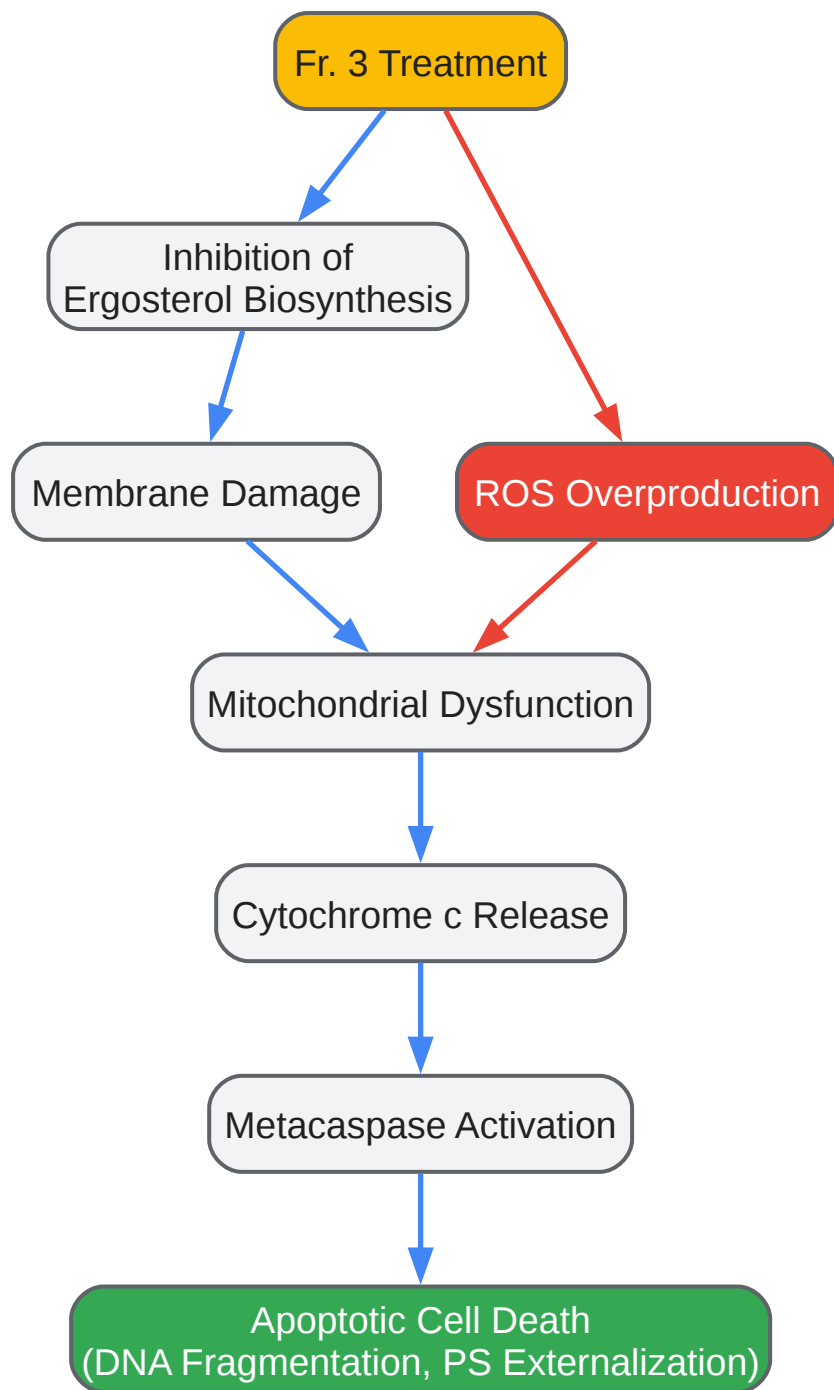 Fr. 3 Treatment
Inhibition of
Ergosterol Biosynthesis
Membrane Damage
ROS Overproduction
Mitochondrial Dysfunction
Cytochrome c Release
Metacaspase Activation
Apoptotic Cell Death
(DNA Fragmentation, PS Externalization)